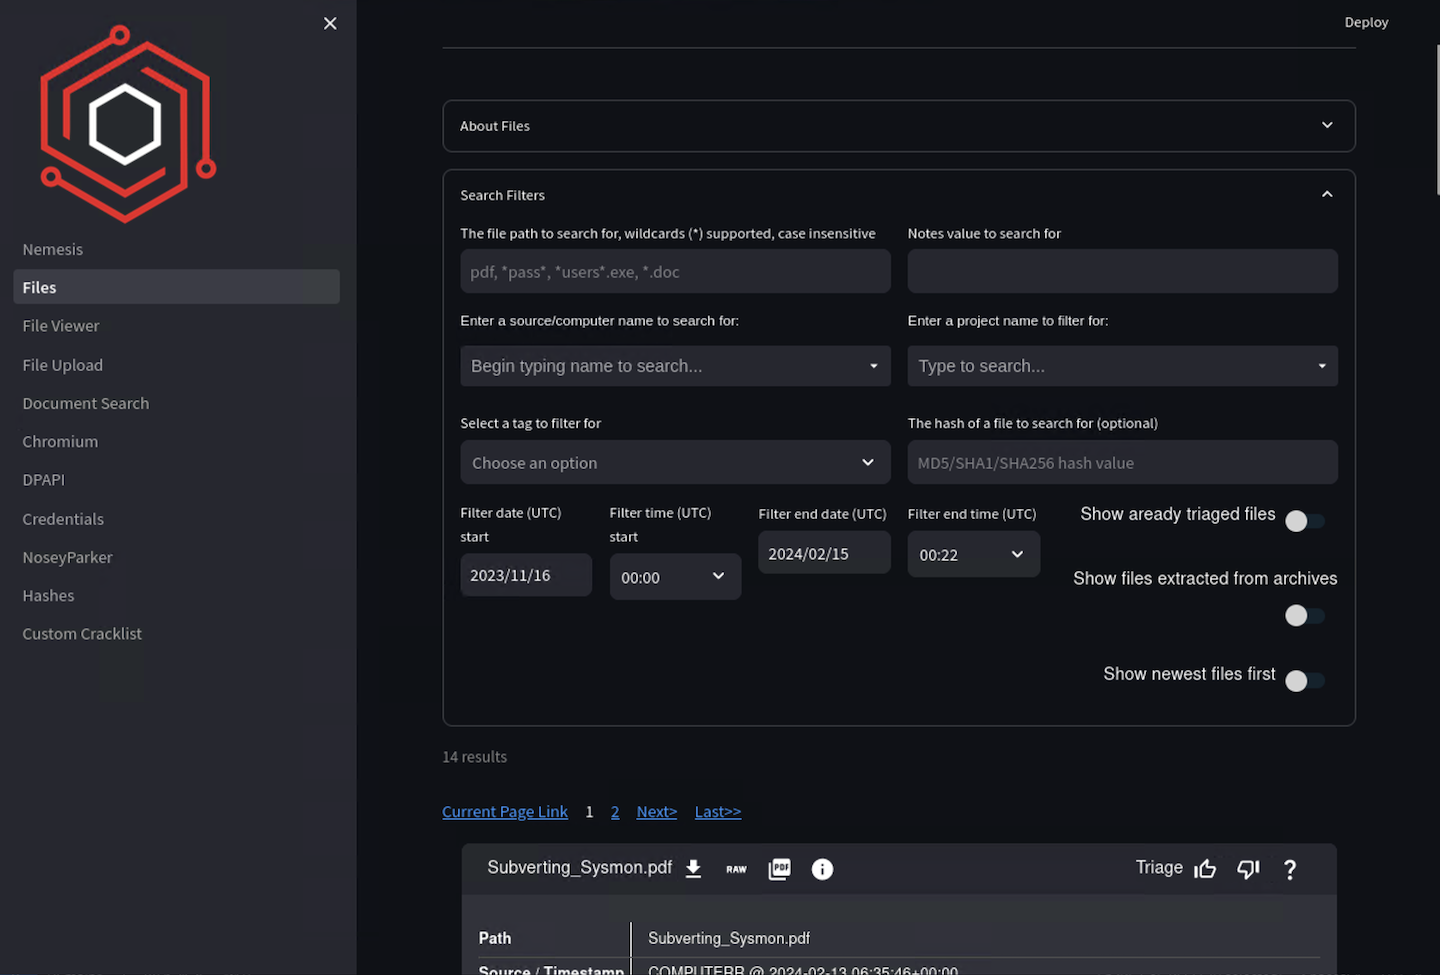 Deploy
Nemesis
Files
File Viewer
File Upload
Document Search
Chromium
DPAPI
Credentials
NoseyParker
Hashes
Custom Cracklist
About Files
Search Filters
The file path to search for, wildcards (*) supported, case insensitive
Notes value to search for
pdf, *pass*, *users*.exe, *.doc
Enter a source/computer name to search for:
Enter a project name to filter for:
Begin typing name to search...
Type to search...
Select a tag to filter for
The hash of a file to search for (optional)
Choose an option
MD5/SHA1/SHA256 hash value
Filter date (UTC)
start
Filter time (UTC)
start
Filter end date (UTC)
Filter end time (UTC)
Show aready triaged files
2023/11/16
00:00
2024/02/15
00:22
Show files extracted from archives
Show newest files first
14 results
Current Page Link 1 2 Next> Last>>
Subverting_Sysmon.pdf RAW PDF Triage ?
Path Subverting_Sysmon.pdf
Source / Timestamp COMPUTERR @ 2024-02-13 06:35:46+00:00